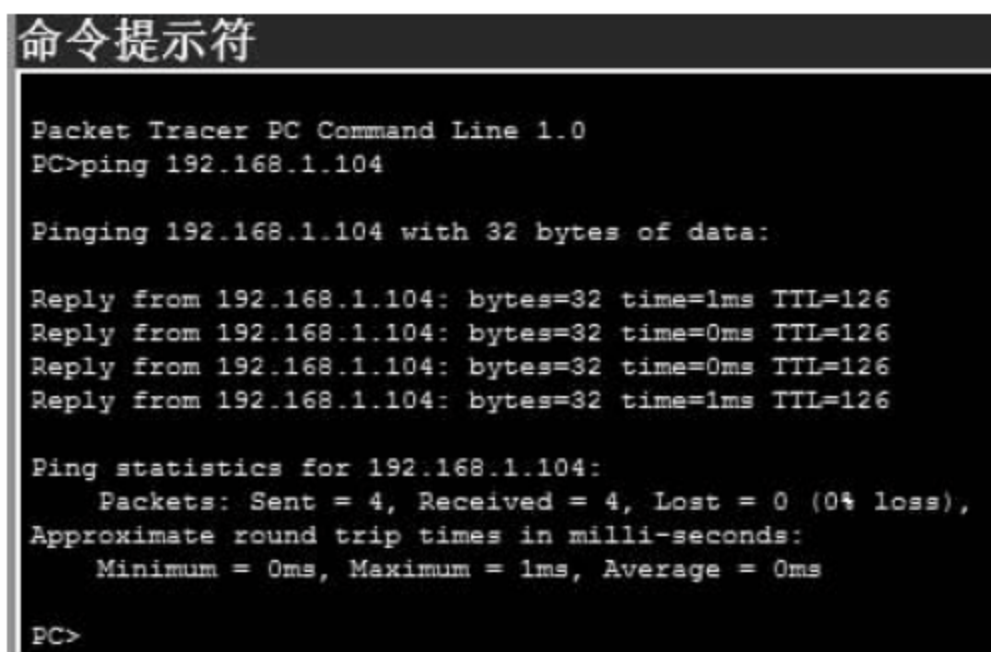 命令提示符
Packet Tracer PC Command Line 1.0
PC>ping 192.168.1.104
Pinging 192.168.1.104 with 32 bytes of data:
Reply from 192.168.1.104: bytes=32 time=1ms TTL=126
Reply from 192.168.1.104: bytes=32 time=0ms TTL=126
Reply from 192.168.1.104: bytes=32 time=0ms TTL=126
Reply from 192.168.1.104: bytes=32 time=1ms TTL=126
Ping statistics for 192.168.1.104:
Packets: Sent = 4, Received = 4, Lost = 0 (0% loss),
Approximate round trip times in milli-seconds:
Minimum = 0ms, Maximum = 1ms, Average = 0ms
PC>